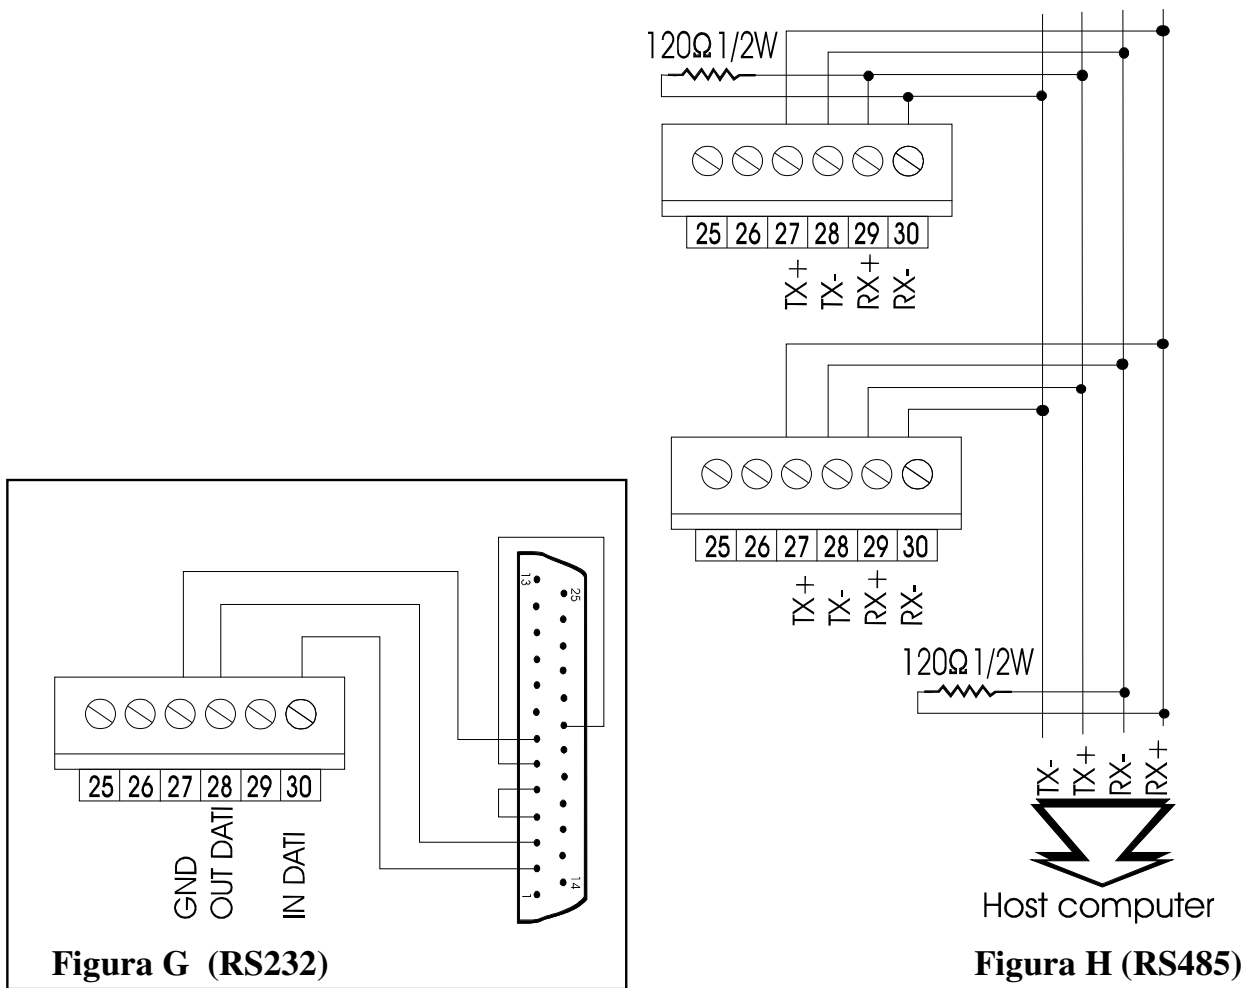 120Ω 1/2W
25 26 27 28 29 30
TX+ TX- RX+ RX-
25 26 27 28 29 30
TX+ TX- RX+ RX-
120Ω 1/2W
TX- TX+ RX- RX+
Host computer
Figura H (RS485)
13
25
14
1
25 26 27 28 29 30
GND OUT DATI IN DATI
Figura G (RS232)